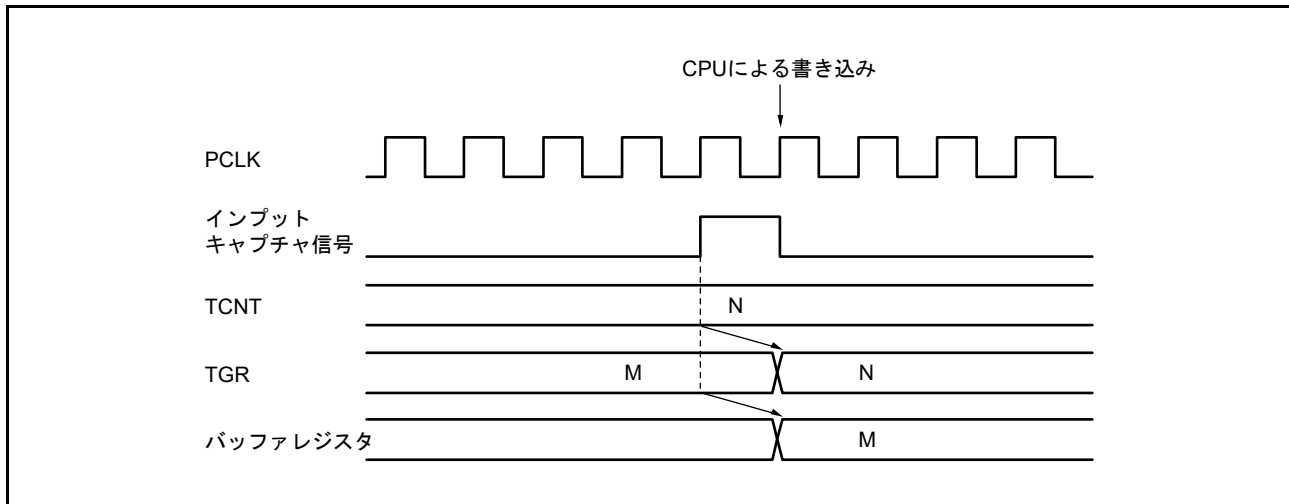 CPUによる書き込み
PCLK
インプット
キャプチャ信号
TCNT
N
TGR
M
N
バッファレジスタ
M